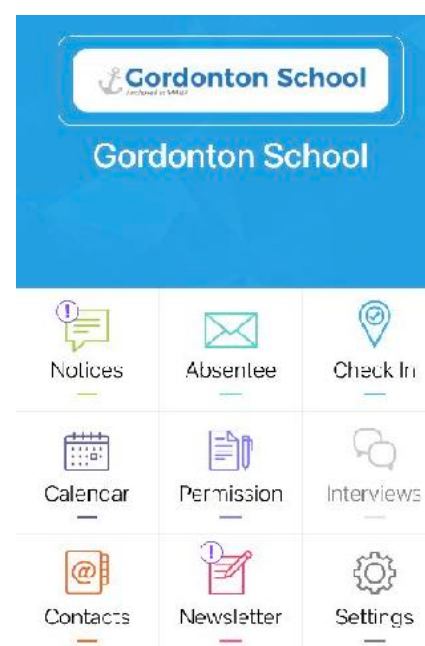 Gordonton School
Gordonton School
!
Notices
Absentee
Check In
Calendar
Permission
Interviews
@
Contacts
!
Newsletter
Settings